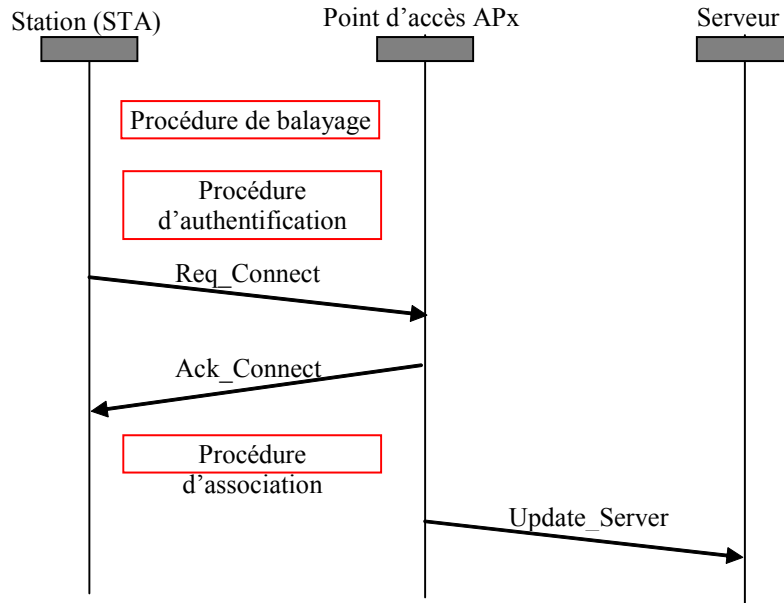 Station (STA)
Point d'accès APx
Serveur
Procédure de balayage
Procédure
d'authentification
Req_Connect
Ack_Connect
Procédure
d'association
Update_Server